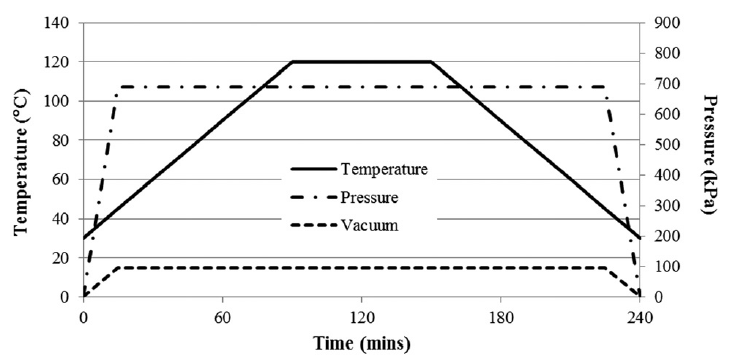 140
120
100
80
60
40
20
0
Temperature (°C)
900
800
700
600
500
400
300
200
100
0
Pressure (kPa)
Temperature
Pressure
Vacuum
0 60 120 180 240
Time (mins)